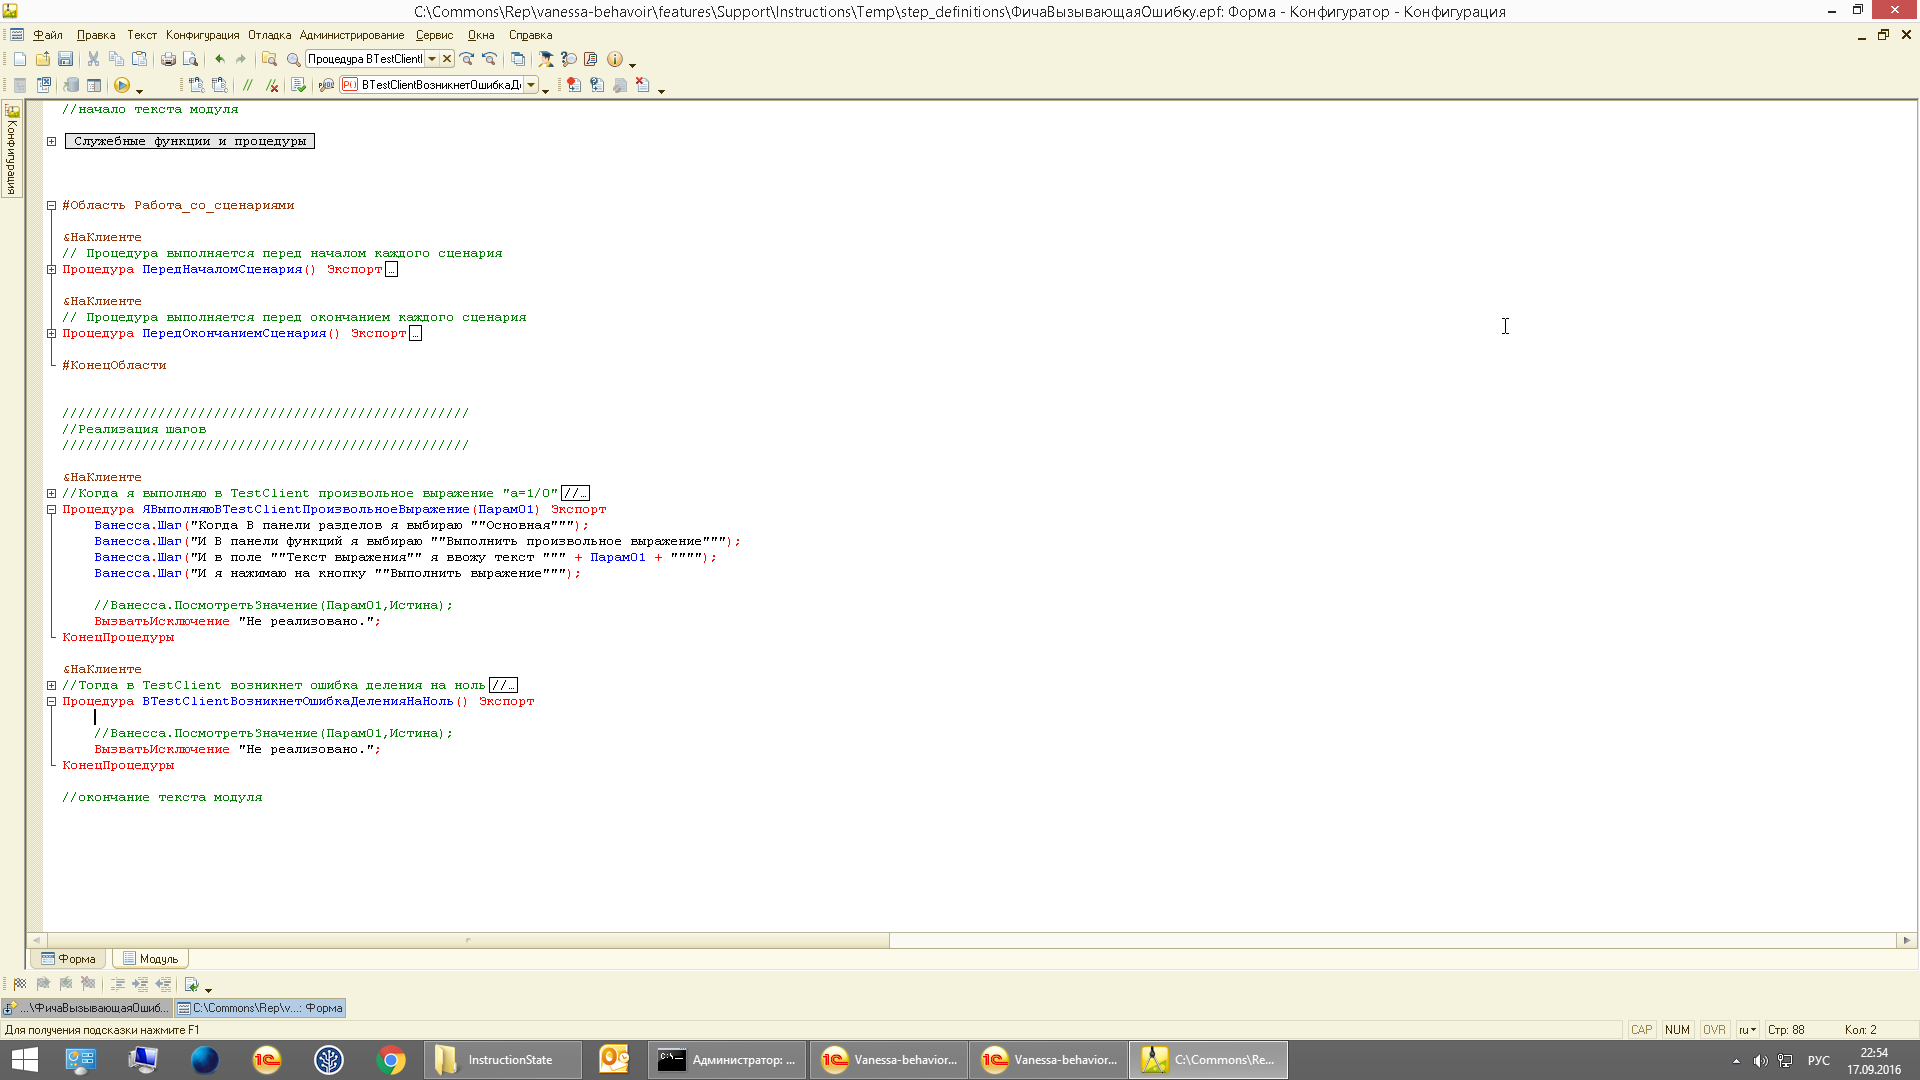 C:\Commons\Rep\vanessa-behavoir\features\Support\Instructions\Temp\step_definitions\ФичаВызывающаяОшибку.epf: Форма - Конфигуратор - Конфигурация
Файл Правка Текст Конфигурация Отладка Администрирование Сервис Окна Справка
Процедура BTestClientl
ВTestClientВозникнетОшибкаД
Конфигурация
//начало текста модуля
Служебные функции и процедуры
#Область Работа_со_сценариями
&НаКлиенте
// Процедура выполняется перед началом каждого сценария
Процедура ПередНачаломСценария() Экспорт…
&НаКлиенте
// Процедура выполняется перед окончанием каждого сценария
Процедура ПередОкончаниемСценария() Экспорт…
#КонецОбласти
///////////////////////////////////////////////////
//Реализация шагов
///////////////////////////////////////////////////
&НаКлиенте
//Когда я выполняю в TestClient произвольное выражение "а=1/0"//…
Процедура ЯВыполняюВTestClientПроизвольноеВыражение(Парам01) Экспорт
Ванесса.Шаг("Когда В панели разделов я выбираю ""Основная""");
Ванесса.Шаг("И В панели функций я выбираю ""Выполнить произвольное выражение""");
Ванесса.Шаг("И в поле ""Текст выражения"" я ввожу текст """ + Парам01 + """");
Ванесса.Шаг("И я нажимаю на кнопку ""Выполнить выражение""");
//Ванесса.ПосмотретьЗначение(Парам01,Истина);
ВызватьИсключение "Не реализовано.";
КонецПроцедуры
&НаКлиенте
//Тогда в TestClient возникнет ошибка деления на ноль//…
Процедура ВTestClientВозникнетОшибкаДеленияНаНоль() Экспорт
//Ванесса.ПосмотретьЗначение(Парам01,Истина);
ВызватьИсключение "Не реализовано.";
КонецПроцедуры
//окончание текста модуля
Форма Модуль
...\ФичаВызывающаяОшиб... C:\Commons\Rep\v...: Форма
Для получения подсказки нажмите F1 CAP NUM OVR ru Стр: 88 Кол: 2
InstructionState Администратор: ... Vanessa-behavior... Vanessa-behavior... C:\Commons\Re... РУС 22:54
17.09.2016